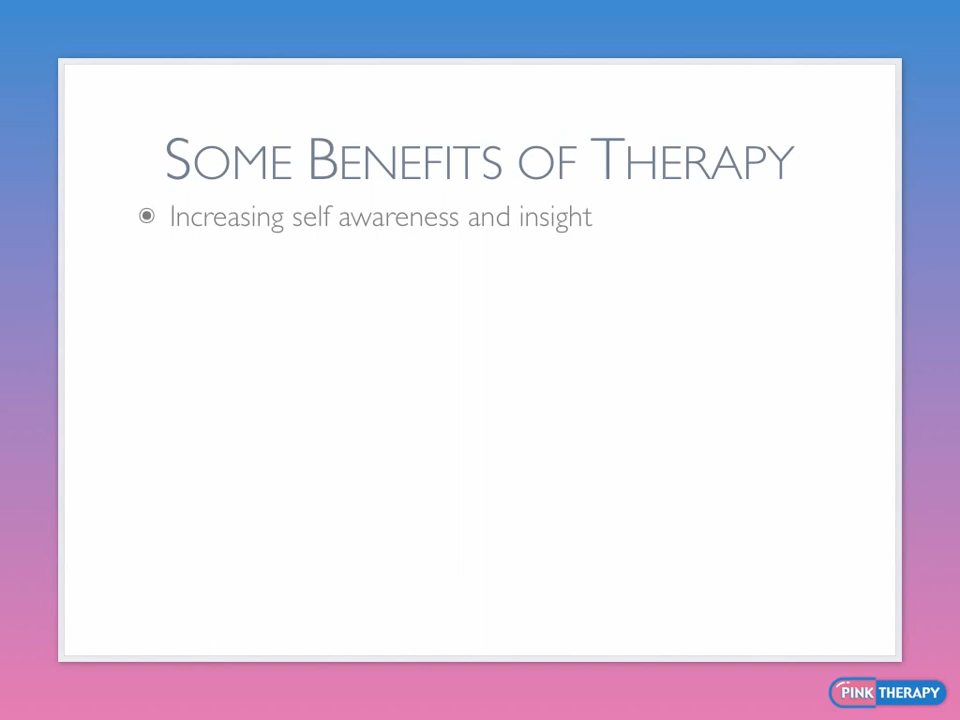 SOME BENEFITS OF THERAPY
Increasing self awareness and insight
PINK THERAPY